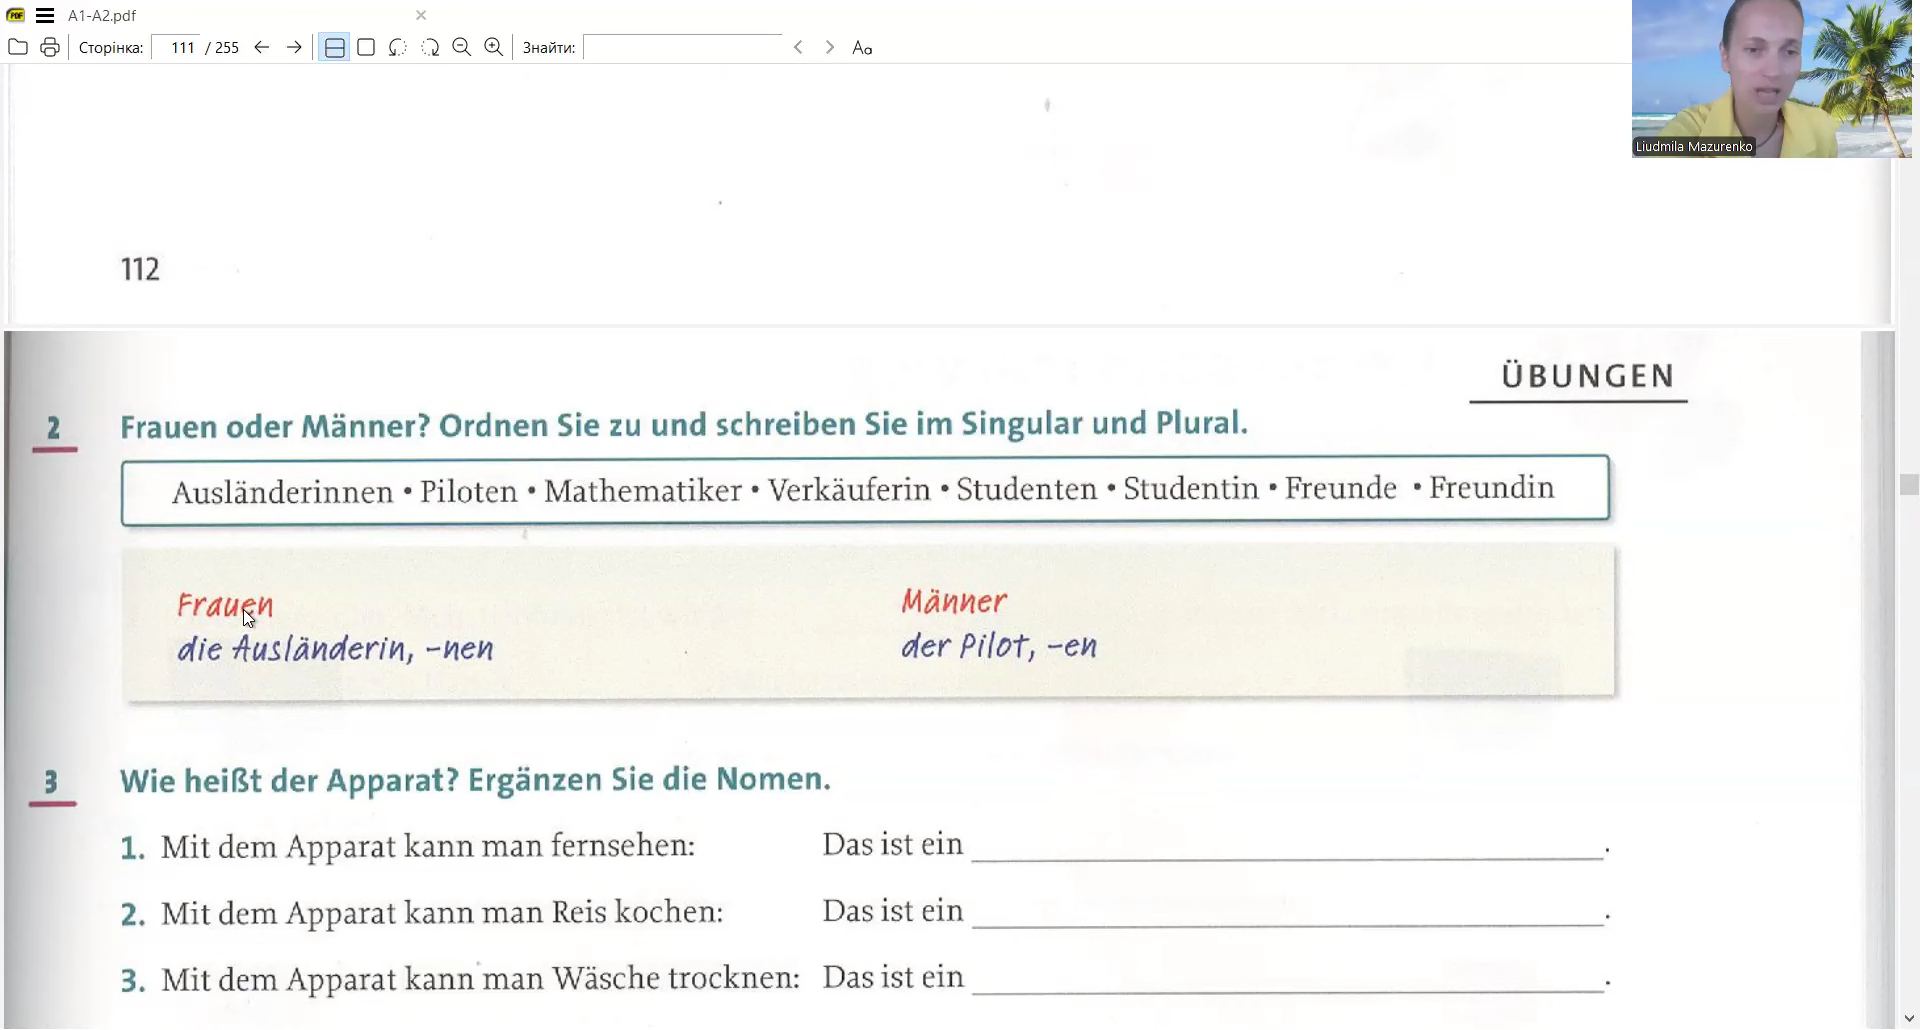 A1-A2.pdf
Сторінка: 111 / 255 Знайти: Aa
Liudmila Mazurenko
112
ÜBUNGEN
2 Frauen oder Männer? Ordnen Sie zu und schreiben Sie im Singular und Plural.
Ausländerinnen • Piloten • Mathematiker • Verkäuferin • Studenten • Studentin • Freunde • Freundin
Frauen Männer
die Ausländerin, -nen der Pilot, -en
3 Wie heißt der Apparat? Ergänzen Sie die Nomen.
1. Mit dem Apparat kann man fernsehen: Das ist ein ____________.
2. Mit dem Apparat kann man Reis kochen: Das ist ein ____________.
3. Mit dem Apparat kann man Wäsche trocknen: Das ist ein ____________.